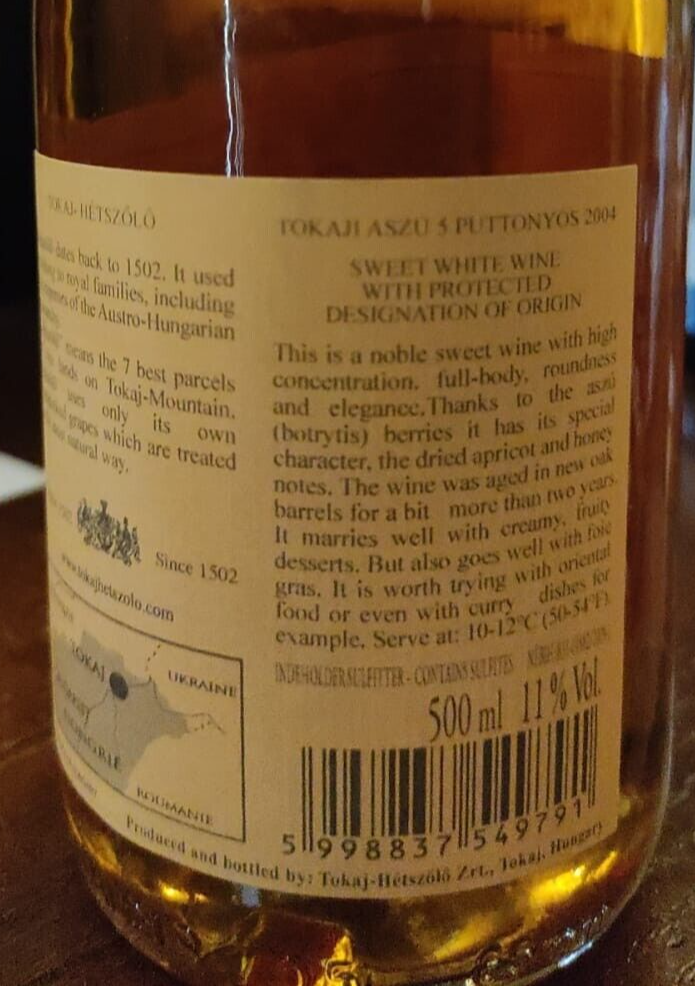 TOKAJ-HÉTSZŐLŐ
dates back to 1502. It used
to royal families, including
of the Austro-Hungarian
means the 7 best parcels
lands on Tokaj-Mountain.
uses only its own
grapes which are treated
natural way.
Since 1502
www.tokajhetszolo.com
TOKAJ
UKRAINE
HONGRIE
ROUMANIE
TOKAJI ASZÚ 5 PUTTONYOS 2004
SWEET WHITE WINE
WITH PROTECTED
DESIGNATION OF ORIGIN
This is a noble sweet wine with high
concentration, full-body, roundness
and elegance.Thanks to the aszú
(botrytis) berries it has its special
character, the dried apricot and honey
notes. The wine was aged in new oak
barrels for a bit more than two years.
It marries well with creamy, fruity
desserts. But also goes well with foie
gras. It is worth trying with oriental
food or even with curry dishes for
example. Serve at: 10-12°C (50-54°F).
INDEHOLDER SULFITTER - CONTAINS SULFITES
500 ml 11 % Vol.
5 998837 549791
Produced and bottled by: Tokaj-Hétszőlő Zrt., Tokaj, Hungary